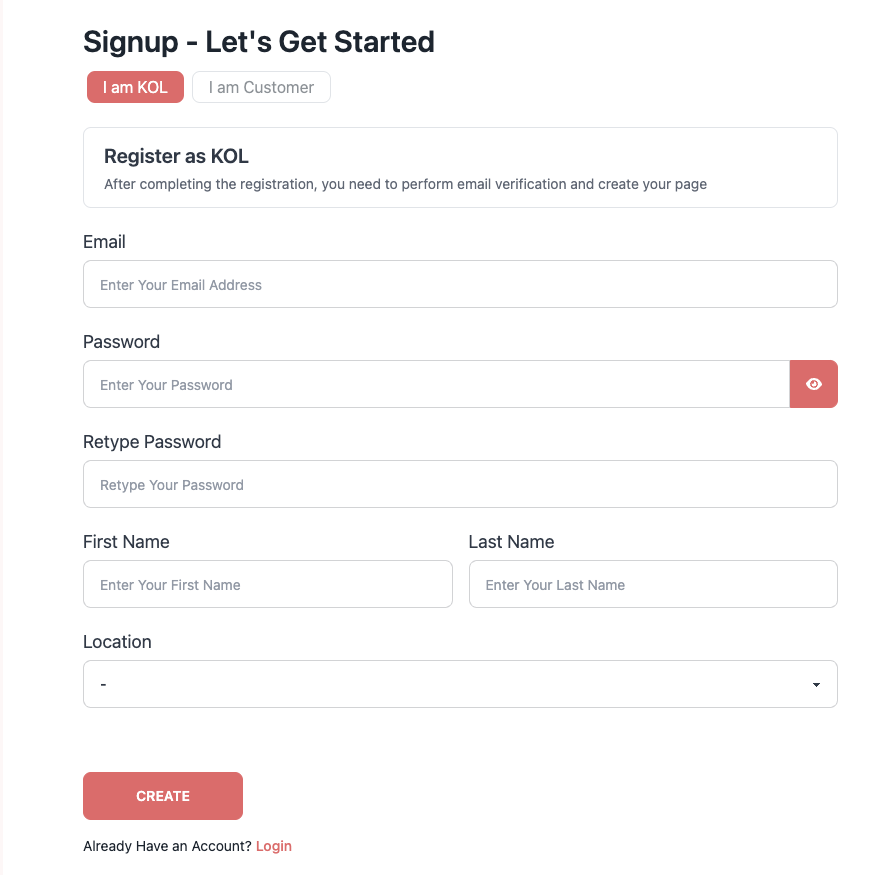 Signup - Let's Get Started
I am KOL
I am Customer
Register as KOL
After completing the registration, you need to perform email verification and create your page
Email
Enter Your Email Address
Password
Enter Your Password
Retype Password
Retype Your Password
First Name
Last Name
Enter Your First Name
Enter Your Last Name
Location
-
CREATE
Already Have an Account? Login